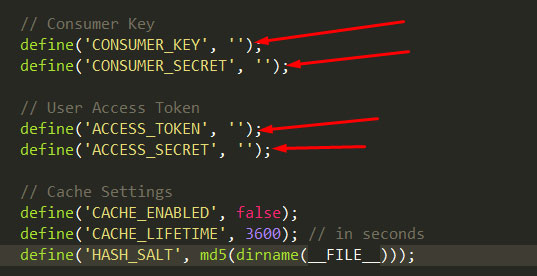 // Consumer Key
define('CONSUMER_KEY', '');
define('CONSUMER_SECRET', '');
// User Access Token
define('ACCESS_TOKEN', '');
define('ACCESS_SECRET', '');
// Cache Settings
define('CACHE_ENABLED', false);
define('CACHE_LIFETIME', 3600); // in seconds
define('HASH_SALT', md5(dirname(__FILE__)));